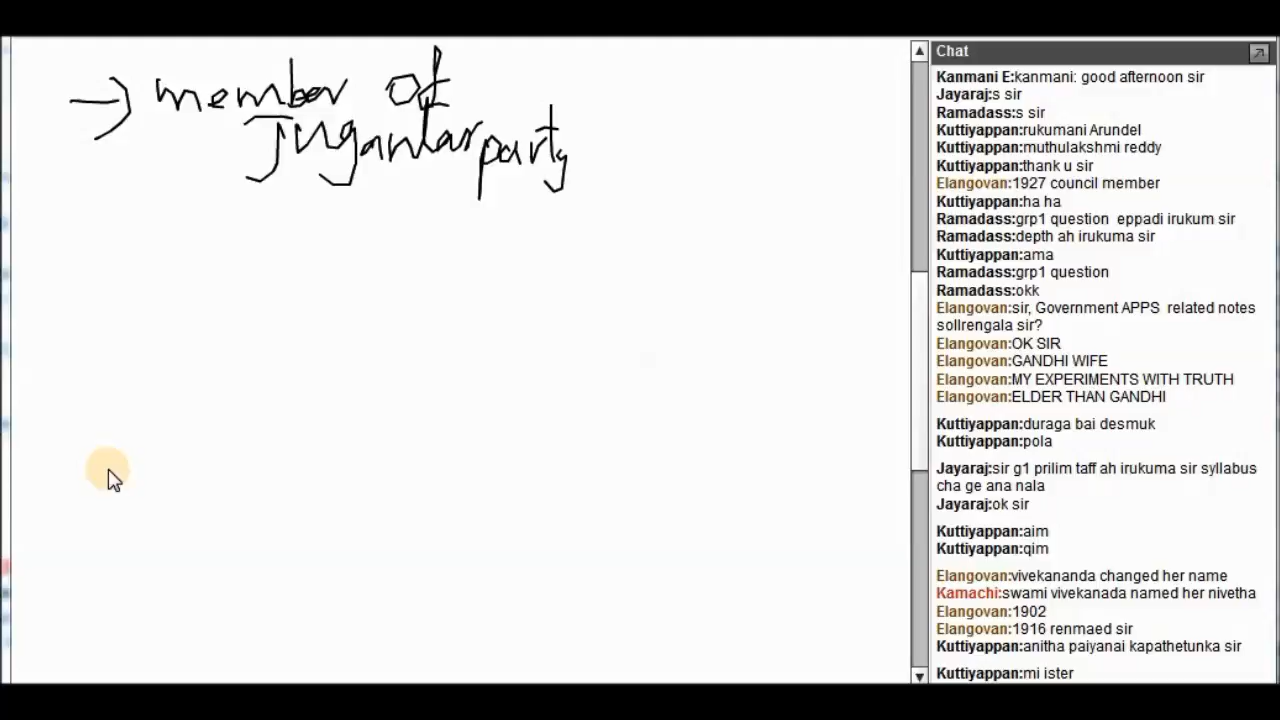 → member of
jugantar party
Chat
Kanmani E:kanmani: good afternoon sir
Jayaraj:s sir
Ramadass:s sir
Kuttiyappan:rukumani Arundel
Kuttiyappan:muthulakshmi reddy
Kuttiyappan:thank u sir
Elangovan:1927 council member
Kuttiyappan:ha ha
Ramadass:grp1 question eppadi irukum sir
Ramadass:depth ah irukuma sir
Kuttiyappan:ama
Ramadass:grp1 question
Ramadass:okk
Elangovan:sir, Government APPS related notes
sollrengala sir?
Elangovan:OK SIR
Elangovan:GANDHI WIFE
Elangovan:MY EXPERIMENTS WITH TRUTH
Elangovan:ELDER THAN GANDHI
Kuttiyappan:duraga bai desmuk
Kuttiyappan:pola
Jayaraj:sir g1 prilim taff ah irukuma sir syllabus
cha ge ana nala
Jayaraj:ok sir
Kuttiyappan:aim
Kuttiyappan:qim
Elangovan:vivekananda changed her name
Kamachi:swami vivekanada named her nivetha
Elangovan:1902
Elangovan:1916 renmaed sir
Kuttiyappan:anitha paiyanai kapathetunka sir
Kuttiyappan:mi ister